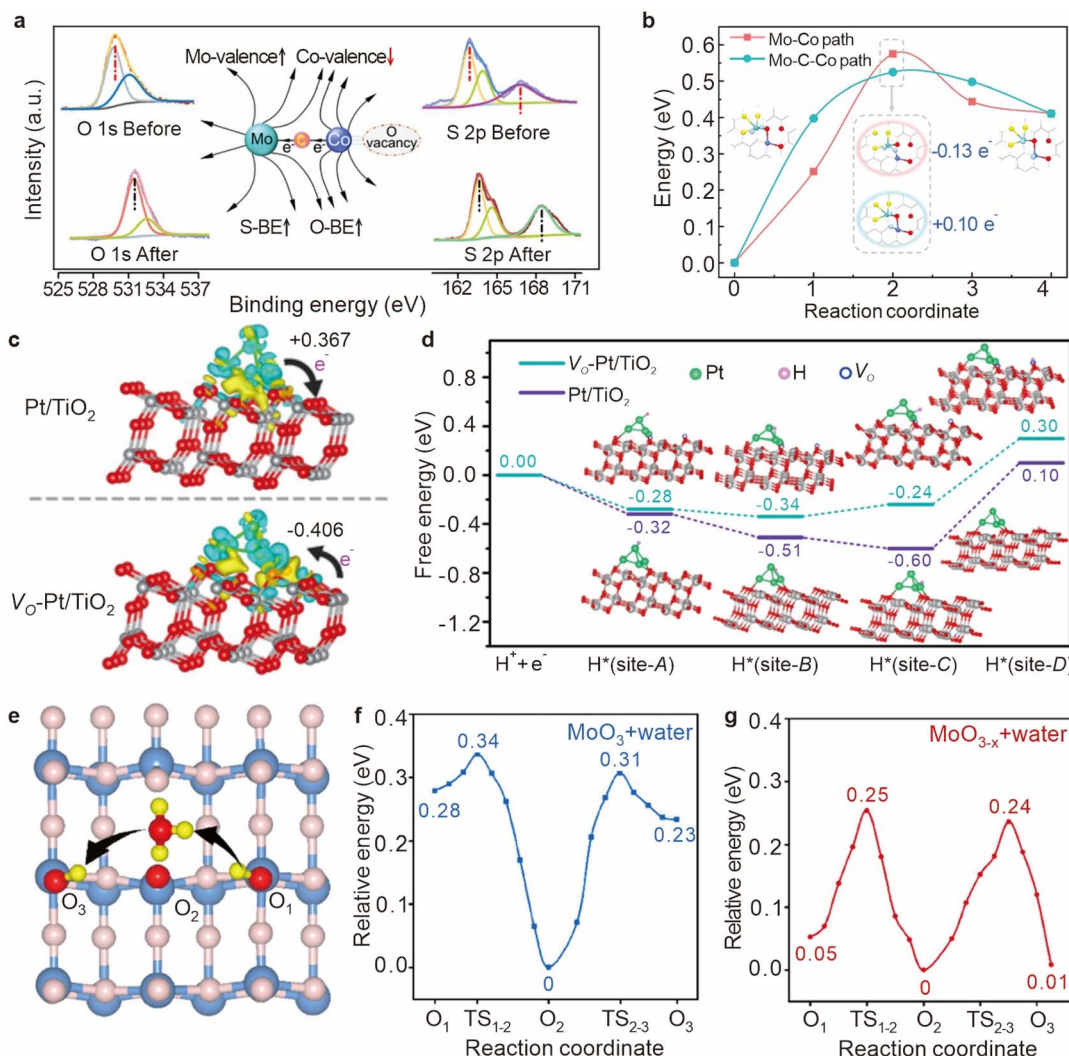 a
Intensity (a.u.)
Mo-valence↑ Co-valence↓
O 1s Before
S 2p Before
Mo e⁻ C e⁻ Co
O
vacancy
S-BE↑ O-BE↑
O 1s After
S 2p After
525 528 531 534 537
162 165 168 171
Binding energy (eV)
b
Energy (eV)
0.6
0.5
0.4
0.3
0.2
0.1
0.0
Mo-Co path
Mo-C-Co path
-0.13 e⁻
+0.10 e⁻
0 1 2 3 4
Reaction coordinate
c
+0.367
e⁻
Pt/TiO₂
-0.406
e⁻
V_O-Pt/TiO₂
d
Free energy (eV)
0.8
0.4
0.0
-0.4
-0.8
-1.2
V_O-Pt/TiO₂
Pt/TiO₂
Pt H V_O
0.00
-0.28
-0.34
-0.24
0.30
-0.32
-0.51
-0.60
0.10
H⁺ + e⁻ H*(site-A) H*(site-B) H*(site-C) H*(site-D)
e
O₃ O₂ O₁
f
Relative energy (eV)
0.4
0.3
0.2
0.1
0.0
MoO₃+water
0.28
0.34
0
0.31
0.23
O₁ TS₁₋₂ O₂ TS₂₋₃ O₃
Reaction coordinate
g
Relative energy (eV)
0.4
0.3
0.2
0.1
0.0
MoO₃₋ₓ+water
0.05
0.25
0
0.24
0.01
O₁ TS₁₋₂ O₂ TS₂₋₃ O₃
Reaction coordinate